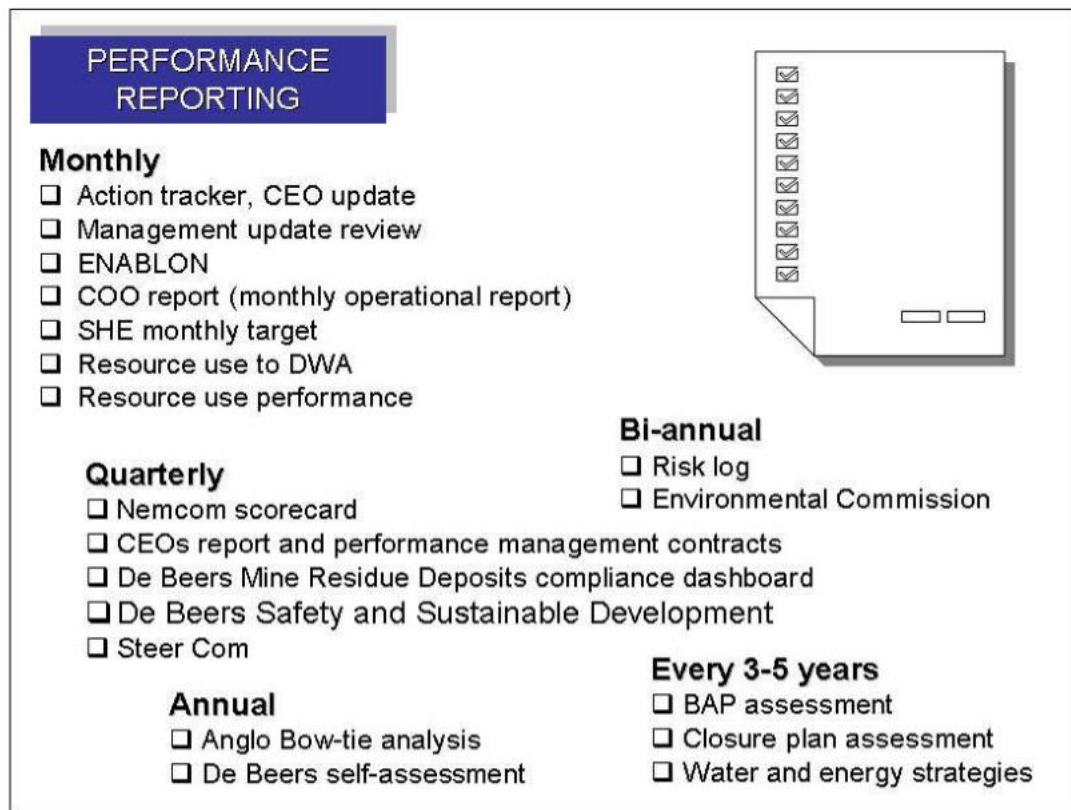 PERFORMANCE
REPORTING
Monthly
Action tracker, CEO update
Management update review
ENABLON
COO report (monthly operational report)
SHE monthly target
Resource use to DWA
Resource use performance
Bi-annual
Risk log
Environmental Commission
Quarterly
Nemcom scorecard
CEOs report and performance management contracts
De Beers Mine Residue Deposits compliance dashboard
De Beers Safety and Sustainable Development
Steer Com
Annual
Anglo Bow-tie analysis
De Beers self-assessment
Every 3-5 years
BAP assessment
Closure plan assessment
Water and energy strategies